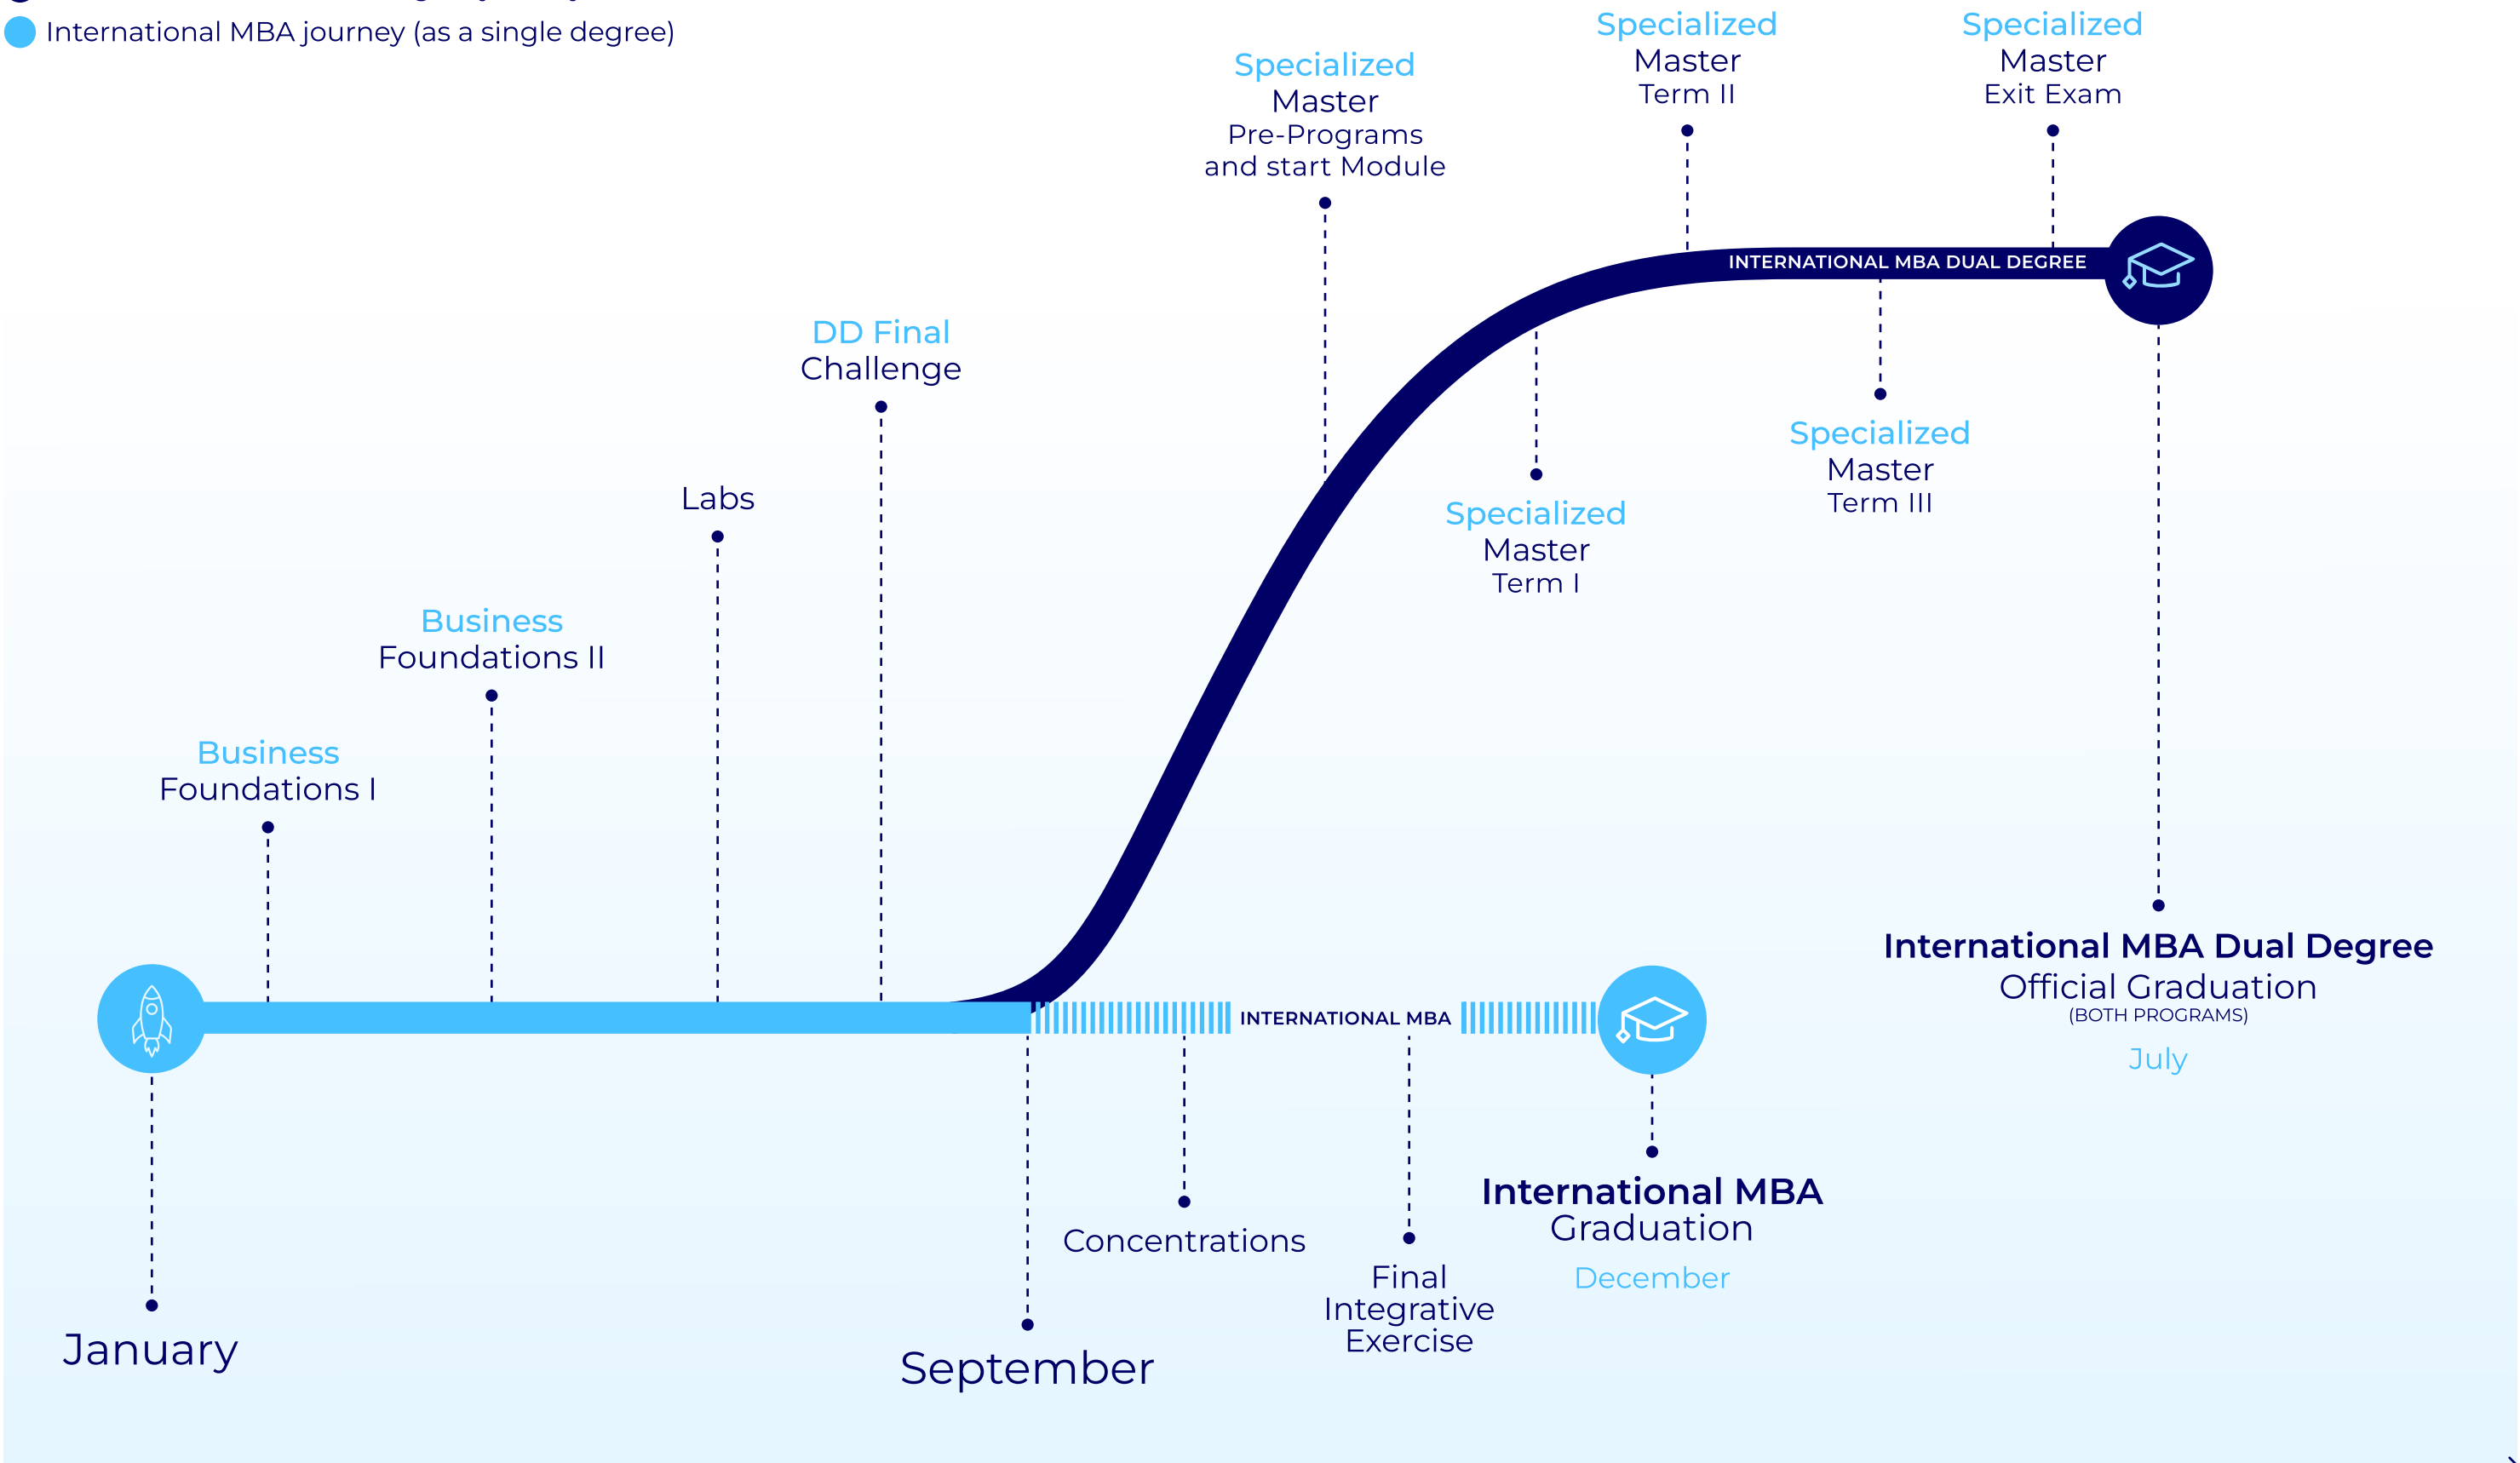 International MBA journey (as a single degree)
Specialized
Master
Pre-Programs
and start Module
Specialized
Master
Term II
Specialized
Master
Exit Exam
INTERNATIONAL MBA DUAL DEGREE
DD Final
Challenge
Specialized
Master
Term III
Labs
Specialized
Master
Term I
Business
Foundations II
Business
Foundations I
International MBA Dual Degree
Official Graduation
(BOTH PROGRAMS)
July
INTERNATIONAL MBA
International MBA
Graduation
December
Concentrations
Final
Integrative
Exercise
January
September